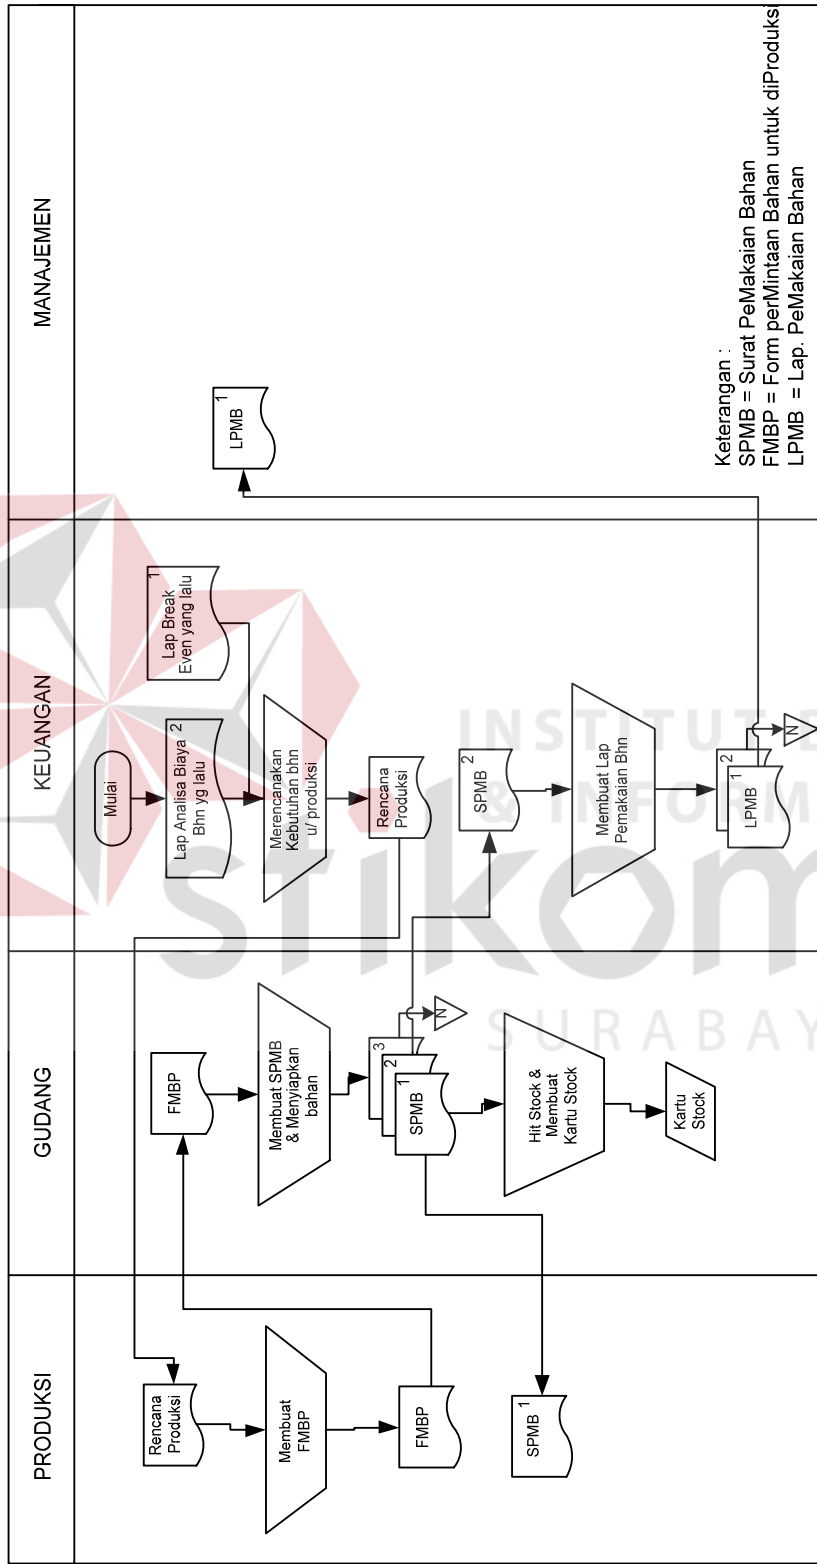 PRODUKSI
GUDANG
KEUANGAN
MANAJEMEN
Rencana
Produksi
Membuat
FMBP
FMBP
SPMB
1
FMBP
Membuat SPMB
& Menyiapkan
bahan
3
2
1
SPMB
N
Hit Stock &
Membuat
Kartu Stock
Kartu
Stock
Mulai
Lap Analisa Biaya
Bhn yg lalu
2
Lap Break
Even yang lalu
1
Merencanakan
Kebutuhan bhn
u/ produksi
Rencana
Produksi
SPMB
2
Membuat Lap
Pemakaian Bhn
2
1
LPMB
N
LPMB
1
Keterangan :
SPMB = Surat PeMakaian Bahan
FMBP = Form perMintaan Bahan untuk diProduksi
LPMB = Lap. PeMakaian Bahan
INSTITUT B
& INFORM
stikom
SURABAY